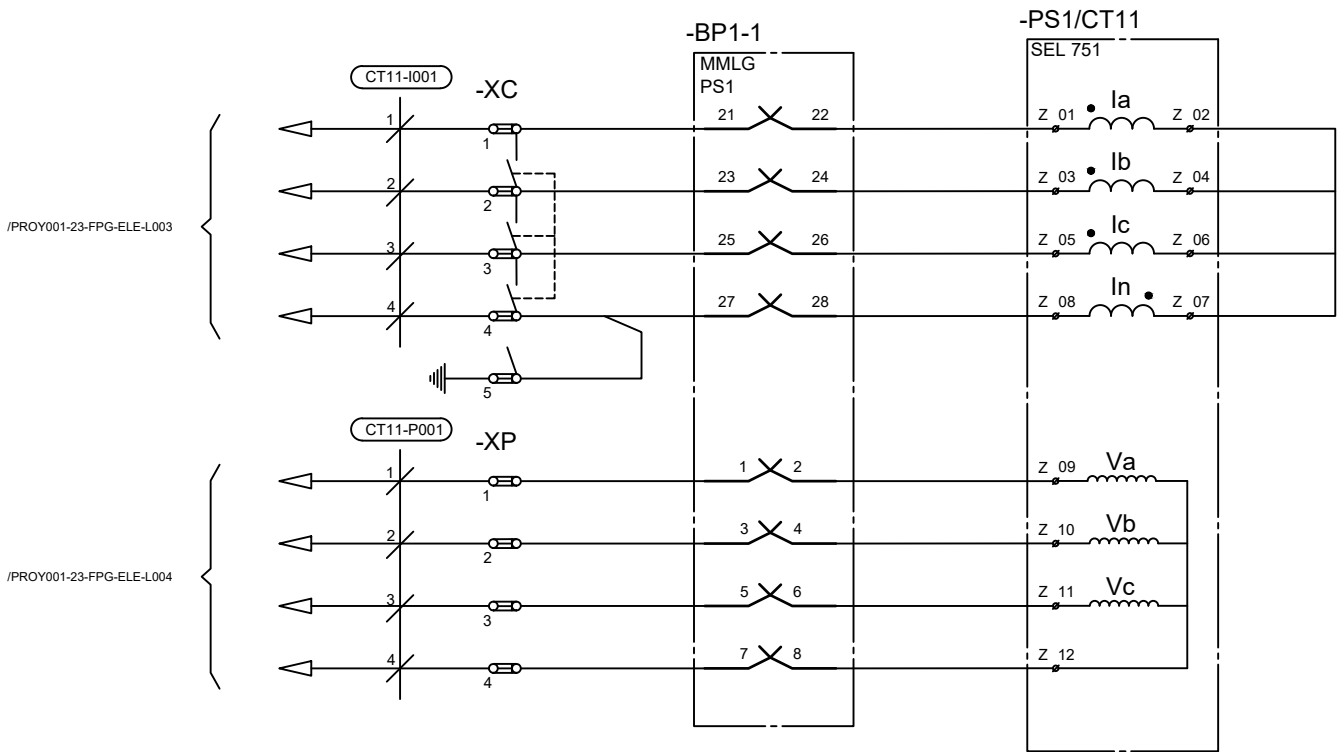 -PS1/CT11
-BP1-1
SEL 751
MMLG
PS1
CT11-I001
-XC
1
1
21
22
Z 01
Ia
Z 02
2
2
23
24
Z 03
Ib
Z 04
/PROY001-23-FPG-ELE-L003
3
3
25
26
Z 05
Ic
Z 06
4
4
27
28
Z 08
In
Z 07
5
CT11-P001
-XP
1
1
1
2
Z 09
Va
2
2
3
4
Z 10
Vb
/PROY001-23-FPG-ELE-L004
3
3
5
6
Z 11
Vc
4
4
7
8
Z 12